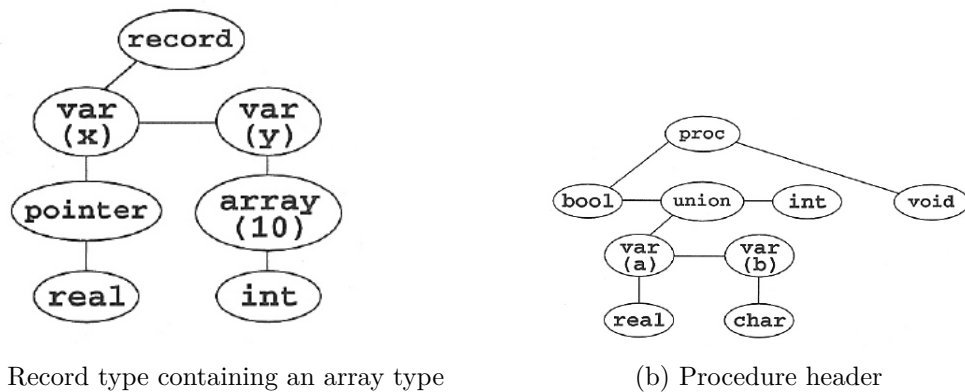 record
var
(x)
var
(y)
pointer
array
(10)
real
int
Record type containing an array type
proc
bool
union
int
void
var
(a)
var
(b)
real
char
(b) Procedure header